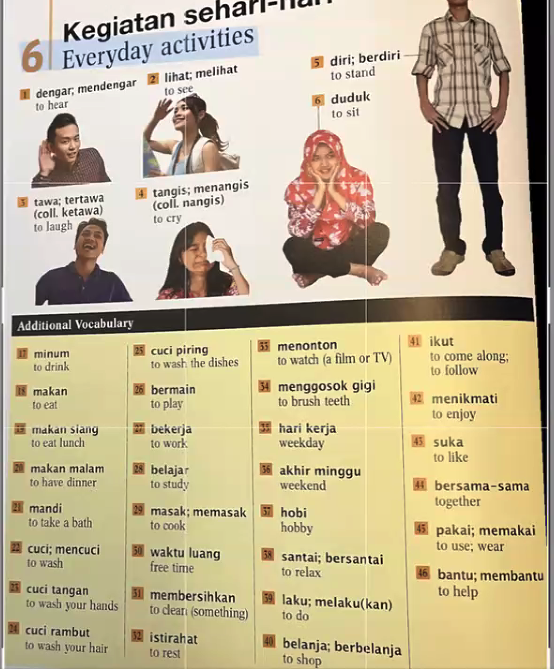 6
Kegiatan sehari-hari
Everyday activities
1 dengar; mendengar
to hear
2 lihat; melihat
to see
3 tawa; tertawa
(coll. ketawa)
to laugh
4 tangis; menangis
(coll. nangis)
to cry
5 diri; berdiri
to stand
6 duduk
to sit
Additional Vocabulary
17 minum
to drink
18 makan
to eat
19 makan siang
to eat lunch
20 makan malam
to have dinner
21 mandi
to take a bath
22 cuci; mencuci
to wash
23 cuci tangan
to wash your hands
24 cuci rambut
to wash your hair
25 cuci piring
to wash the dishes
26 bermain
to play
27 bekerja
to work
28 belajar
to study
29 masak; memasak
to cook
30 waktu luang
free time
31 membersihkan
to clean (something)
32 istirahat
to rest
33 menonton
to watch (a film or TV)
34 menggosok gigi
to brush teeth
35 hari kerja
weekday
36 akhir minggu
weekend
37 hobi
hobby
38 santai; bersantai
to relax
39 laku; melaku(kan)
to do
40 belanja; berbelanja
to shop
41 ikut
to come along;
to follow
42 menikmati
to enjoy
43 suka
to like
44 bersama-sama
together
45 pakai; memakai
to use; wear
46 bantu; membantu
to help